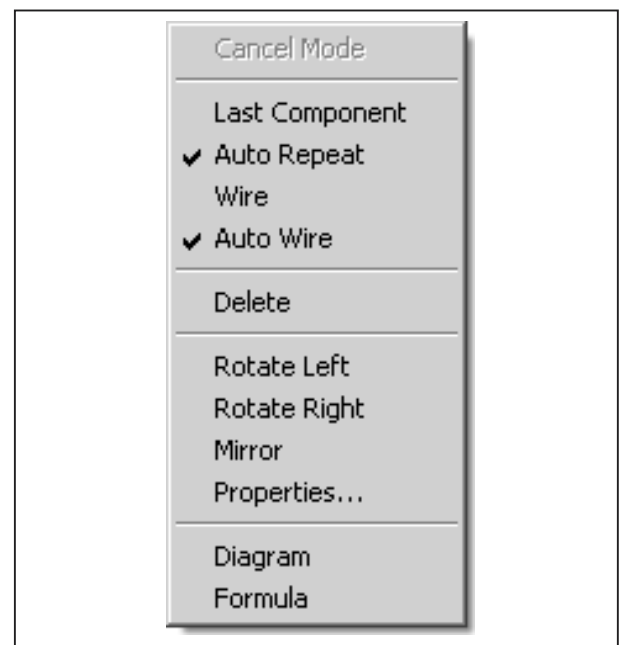 Cancel Mode
Last Component
Auto Repeat
Wire
Auto Wire
Delete
Rotate Left
Rotate Right
Mirror
Properties...
Diagram
Formula